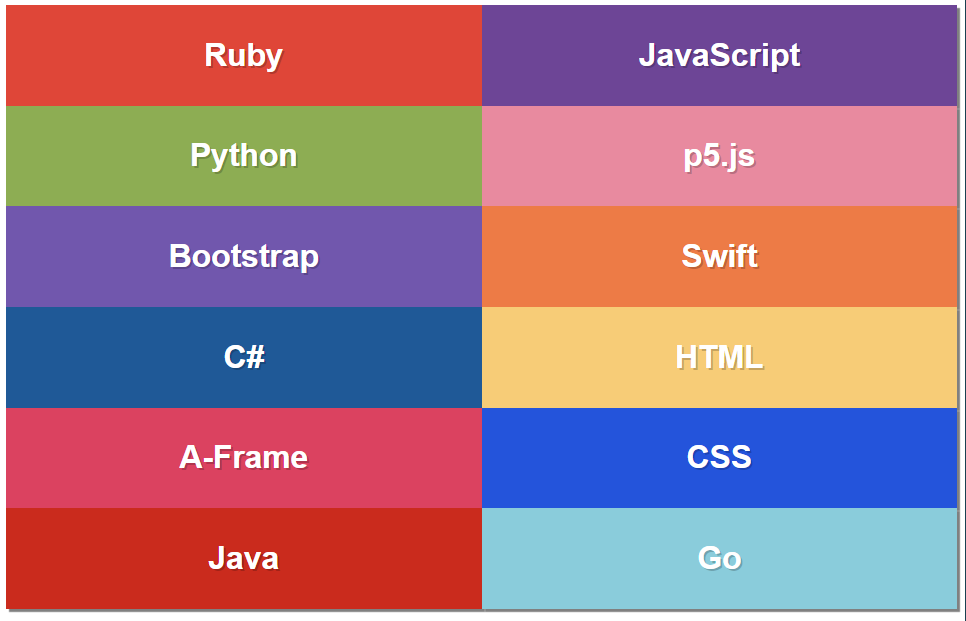 Ruby
JavaScript
Python
p5.js
Bootstrap
Swift
C#
HTML
A-Frame
CSS
Java
Go